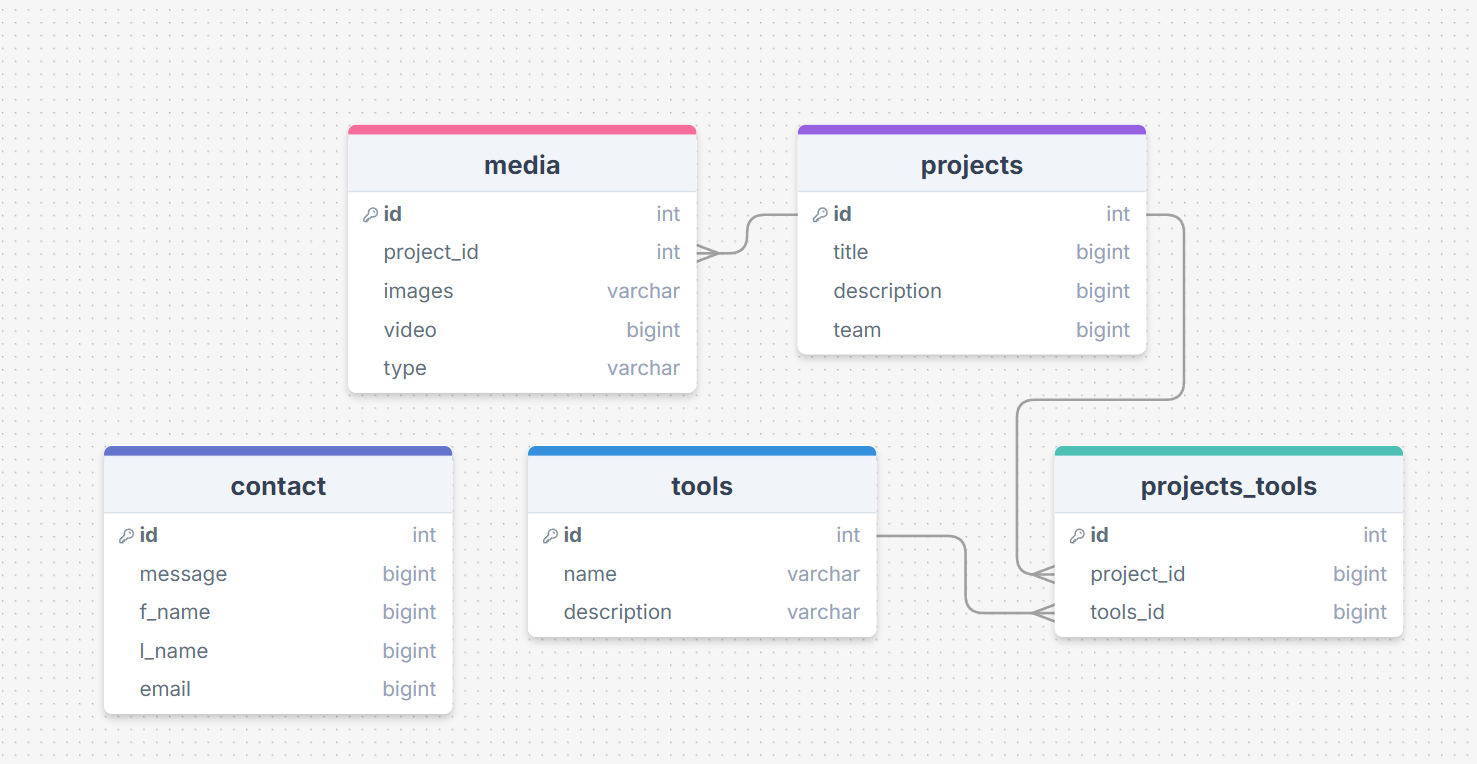 media
id int
project_id int
images varchar
video bigint
type varchar
projects
id int
title bigint
description bigint
team bigint
contact
id int
message bigint
f_name bigint
l_name bigint
email bigint
tools
id int
name varchar
description varchar
projects_tools
id int
project_id bigint
tools_id bigint